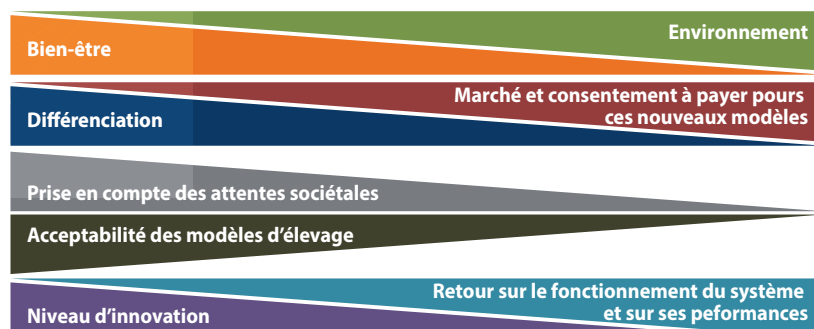 Environnement
Bien-être
Marché et consentement à payer pours
ces nouveaux modèles
Différenciation
Prise en compte des attentes sociétales
Acceptabilité des modèles d'élevage
Retour sur le fonctionnement du système
et sur ses peformances
Niveau d'innovation